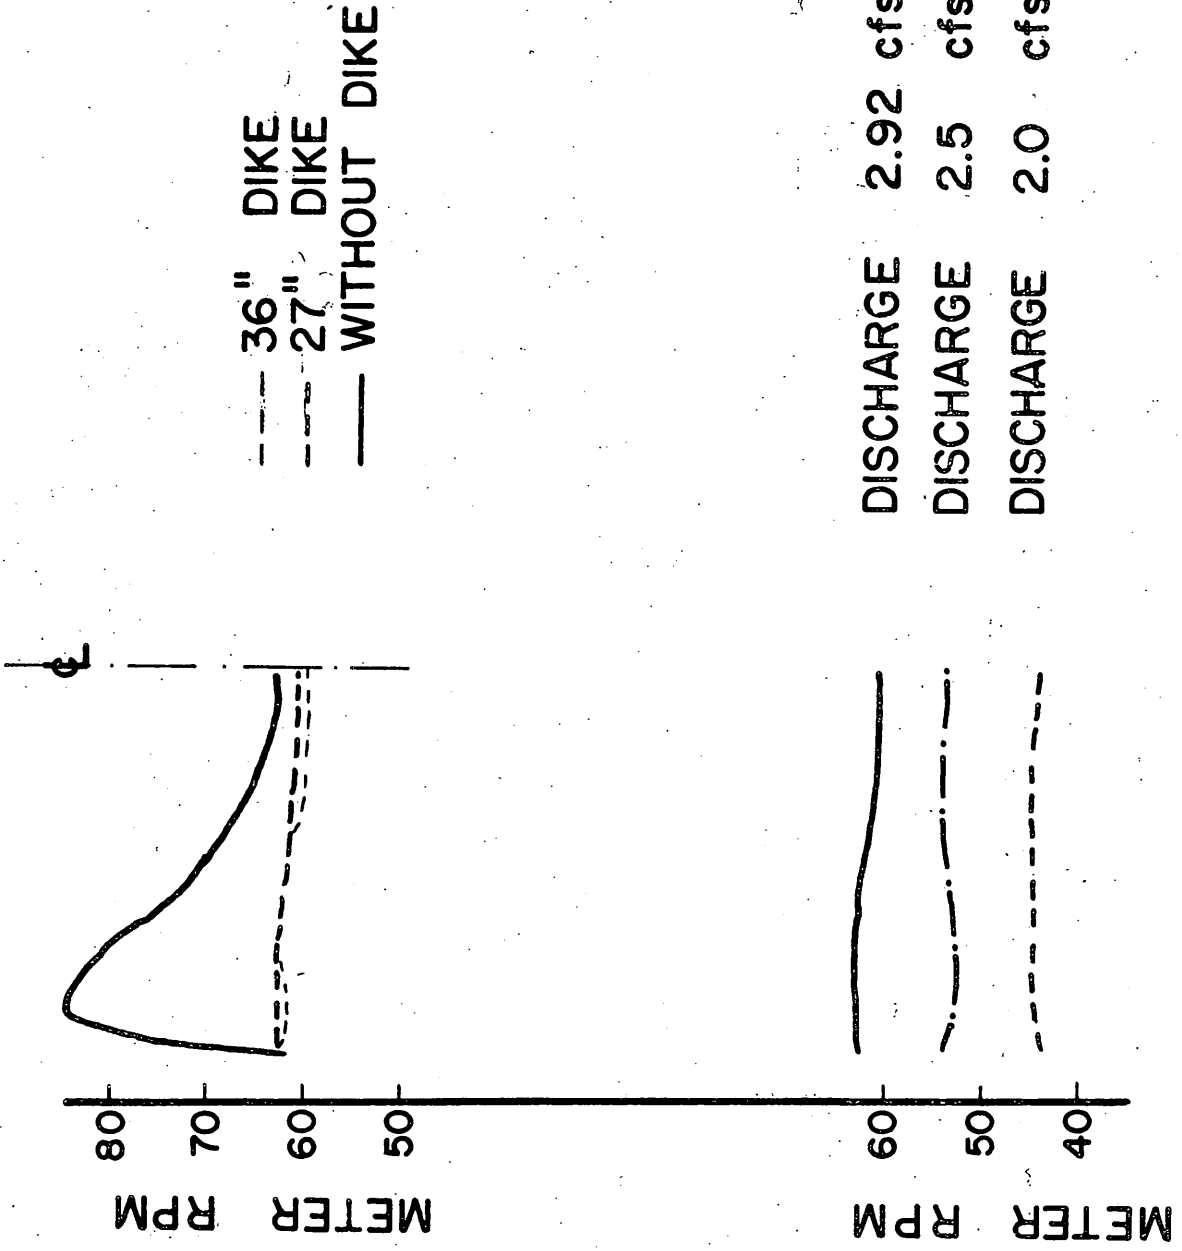 ℄
80
70
60
50
METER RPM
36" DIKE
27" DIKE
WITHOUT DIKE
60
50
40
METER RPM
DISCHARGE 2.92 cfs
DISCHARGE 2.5 cfs
DISCHARGE 2.0 cfs